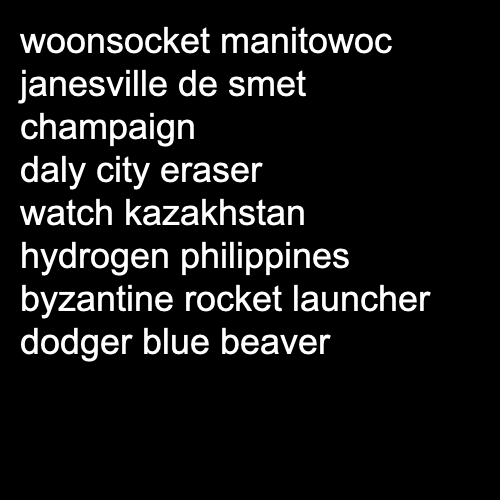 woonsocket manitowoc
janesville de smet
champaign
daly city eraser
watch kazakhstan
hydrogen philippines
byzantine rocket launcher
dodger blue beaver